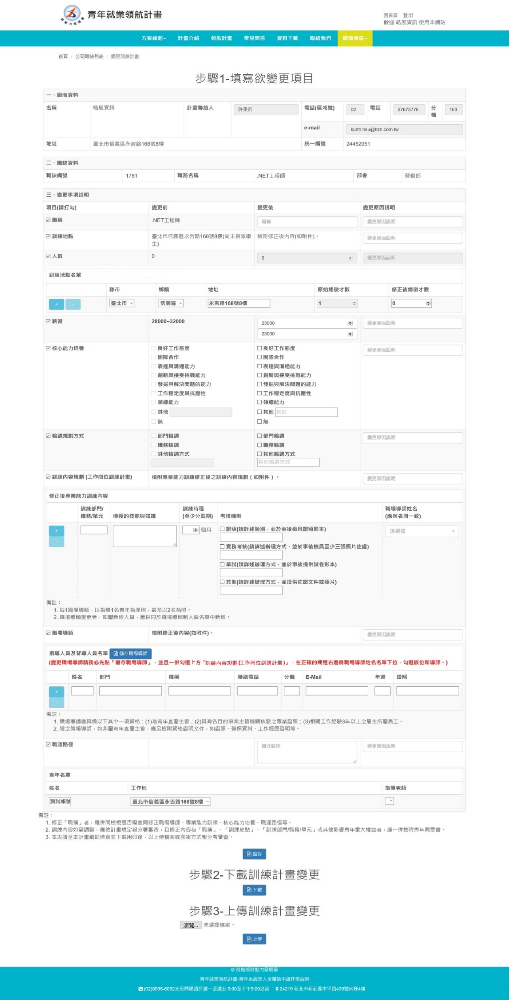 勞動力發展署
青年就業領航計畫
回首頁 登出
歡迎 皓展資訊 使用本網站
方案緣起 計畫介紹 領航計畫 常見問答 資料下載 聯絡我們 廠商專區
首頁 / 公司職缺列表 / 變更訓練計畫
步驟1-填寫欲變更項目
一、廠商資料
名稱 皓展資訊 計畫聯絡人 許秉鈞 電話(區域號) 02 電話 27673776 分機 163
e-mail kurth.hsu@hzn.com.tw
地址 臺北市信義區永吉路168號8樓 統一編號 24452051
二、職缺資料
職缺編號 1781 職務名稱 .NET工程師 部會 勞動部
三、變更事項說明
項目(請打勾) 變更前 變更後 變更原因說明
職稱 .NET工程師 職稱 變更原因說明
訓練地點 臺北市信義區永吉路168號8樓(尚未指派學生) 檢附修正後內容(如附件)。 變更原因說明
人數 0 0 變更原因說明
訓練地點名單
縣市 鄉鎮 地址 原始總徵才數 修正後總徵才數
+ - 臺北市 信義區 永吉路168號8樓 1 0
薪資 28000~32000 23000 變更原因說明
23000
核心能力培養 良好工作態度 良好工作態度 變更原因說明
團隊合作 團隊合作
表達與溝通能力 表達與溝通能力
創新與接受挑戰能力 創新與接受挑戰能力
發掘與解決問題的能力 發掘與解決問題的能力
工作穩定度與抗壓性 工作穩定度與抗壓性
領導能力 領導能力
其他 其他 其他
無 無
輪調規劃方式 部門輪調 部門輪調 變更原因說明
職務輪調 職務輪調
其他輪調方式 其他輪調方式
其他輪調方式
訓練內容規劃 (工作崗位訓練計畫) 檢附專業能力訓練修正後之訓練內容規劃 ( 如附件 ) 。 變更原因說明
修正後專業能力訓練內容
訓練部門/職務/單元 傳授的技能與知識 訓練時程(至少分四期) 考核機制 職場導師姓名(應與名冊一致)
+ 個月 證照(請詳述類別，並於事後檢具證照影本) 請選擇
-
實務考核(請詳述辦理方式，並於事後檢具至少三張照片佐證)
筆試(請詳述辦理方式，並於事後提供試卷影本)
其他(請詳述辦理方式，並提供佐證文件或照片)
備註：
1. 每1職場導師，以指導1名青年為原則，最多以2名為限。
2. 職場導師變更者，如屬新增人員，應併同於職場導師制人員名單中新增。
職場導師 檢附修正後內容(如附件)。 變更原因說明
指導人員及督導人員名單 儲存職場導師
(變更職場導師請務必先點「儲存職場導師」，並且一併勾選上方「訓練內容規劃(工作崗位訓練計畫)」，在正確的期程右邊將職場導師姓名名單下拉，勾選該位新導師。)
姓名 部門 職稱 聯絡電話 分機 E-Mail 年資 證照
+
-
備註：
1. 職場導師應具備以下其中一項資格：(1)為青年直屬主管；(2)具有各目的事業主管機關核發之專業證照；(3)相關工作經驗3年以上之雇主所屬員工。
2. 增之職場導師，如非屬青年直屬主管，應另檢附資格證明文件，如證照、勞保資料、工作經歷證明等。
職涯路徑 職涯路徑 變更原因說明
青年名單
姓名 工作地 指導老師
測試帳號 臺北市信義區永吉路168號8樓
備註：
1. 修正「職稱」者，應併同檢視是否需並同修正職場導師、專業能力訓練、核心能力培養、職涯路徑等。
2. 訓練內容如需調整，應依計畫規定報分署審查，且修正內容為「職稱」、「訓練地點」、「訓練部門/職務/單元」或其他影響青年重大權益者，應一併檢附青年同意書。
3. 本表請至本計畫網站填寫並下載用印後，以上傳檔案或郵寄方式報分署審查。
儲存
步驟2-下載訓練計畫變更
下載
步驟3-上傳訓練計畫變更
瀏覽... 未選擇檔案。
上傳
© 勞動部勞動力發展署
青年就業領航計畫-青年系統登入及職缺申請作業說明
(02)8995-6052系統問題請於週一至週五 9:00至下午5:00洽詢 24219 新北市新莊區中平路439號南棟4樓